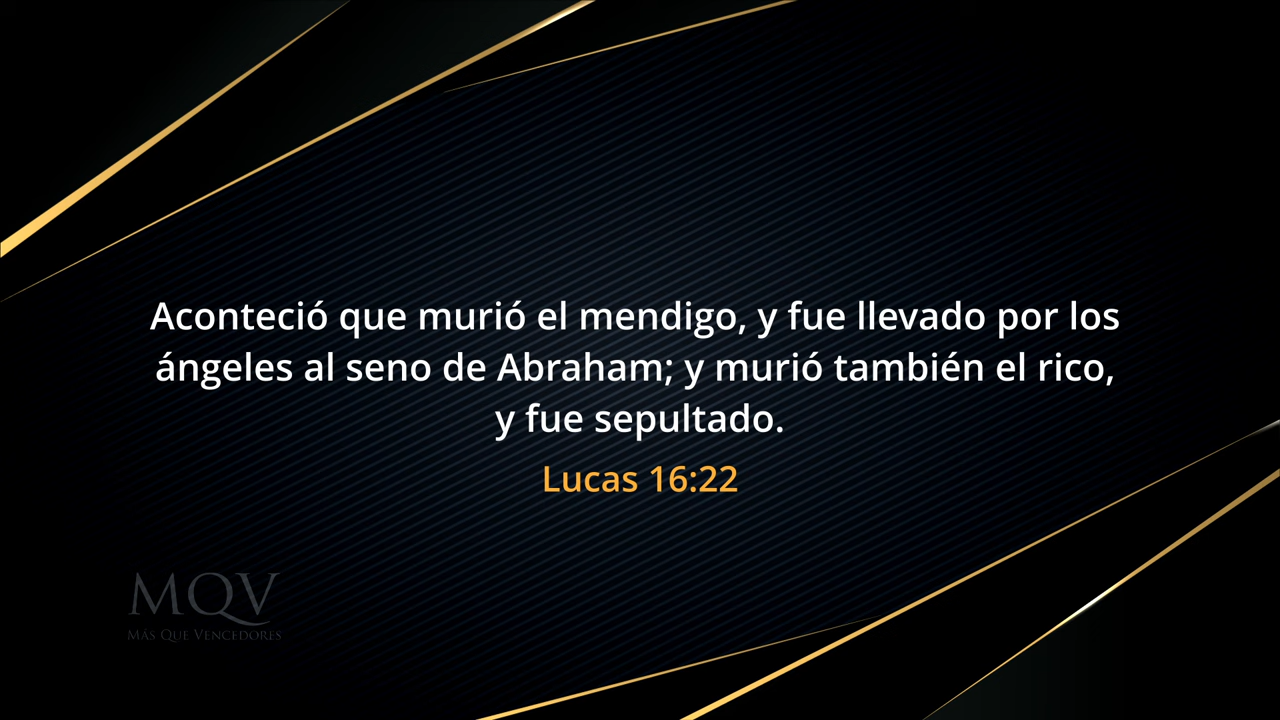 Aconteció que murió el mendigo, y fue llevado por los
ángeles al seno de Abraham; y murió también el rico,
y fue sepultado.
Lucas 16:22
MQV
Más Que Vencedores